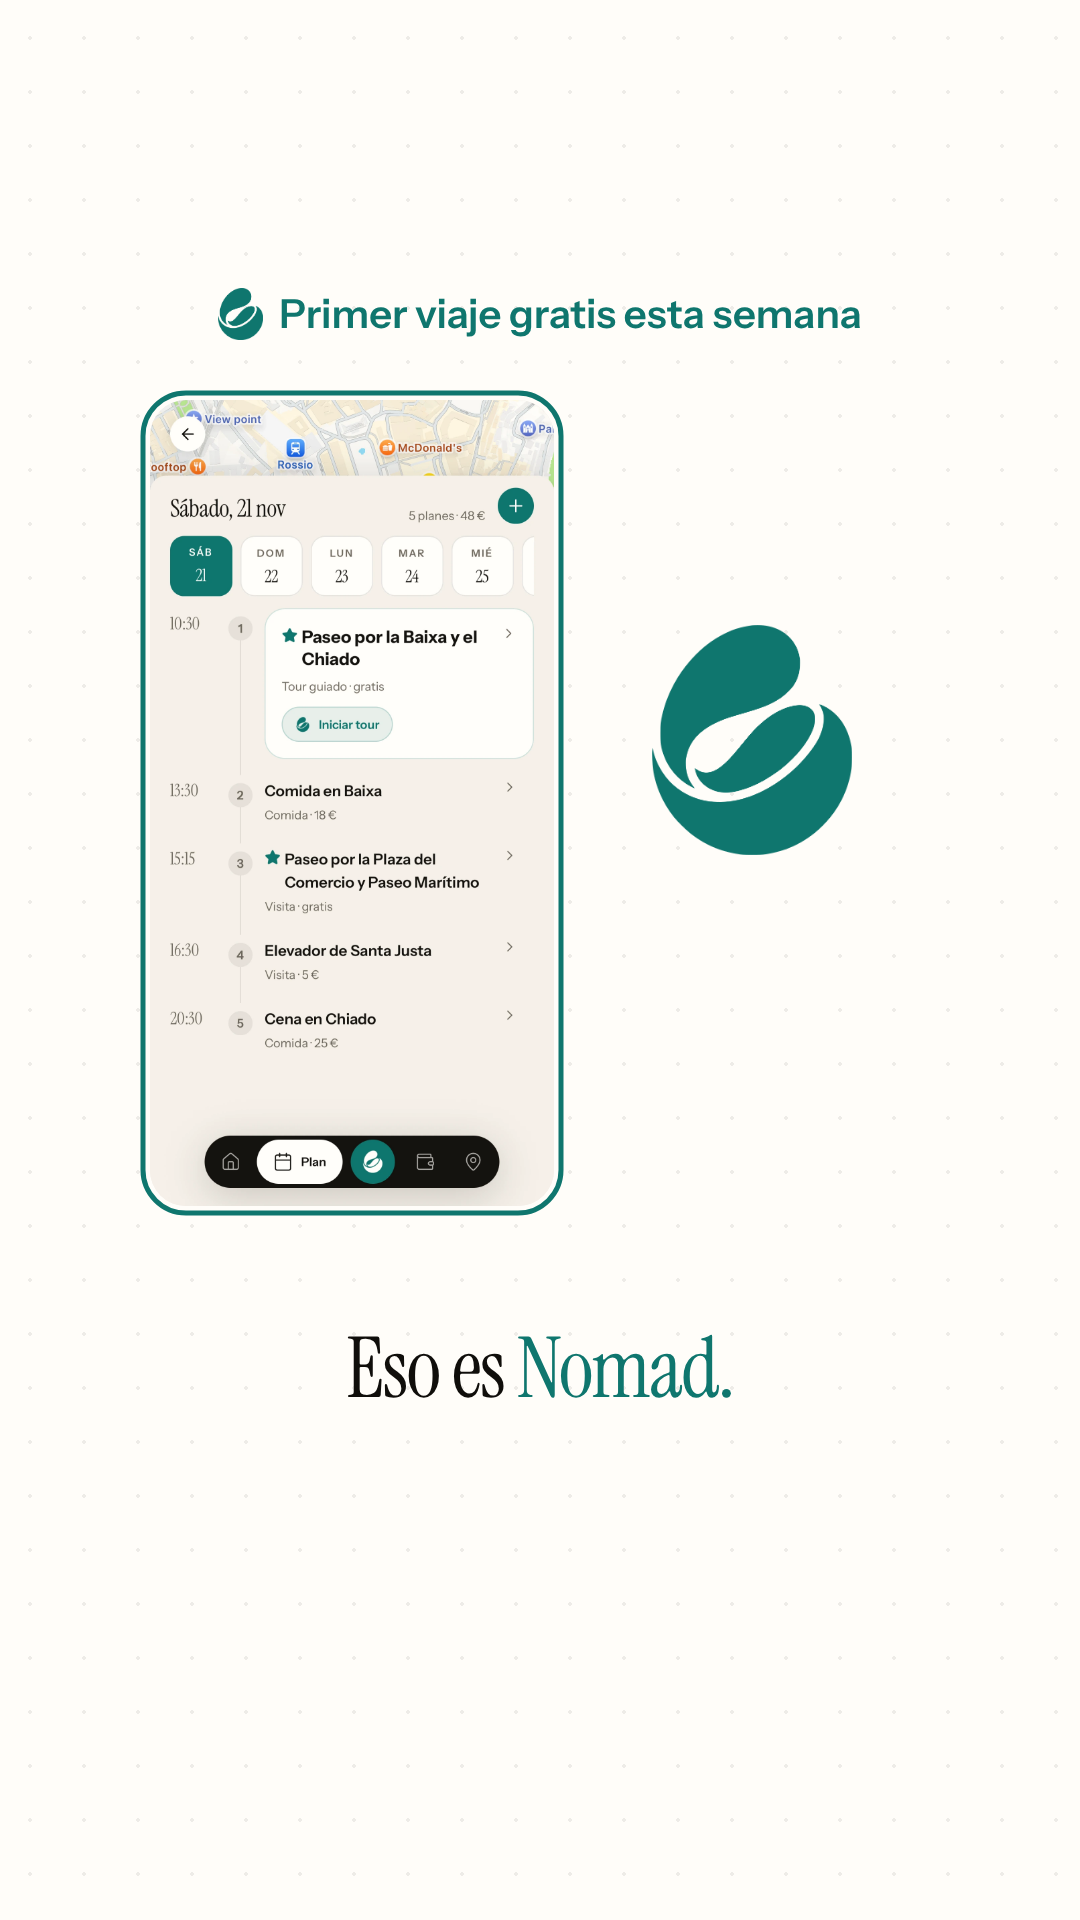 Primer viaje gratis esta semana
View point
Rossio
McDonald's
Pa
ooftop
Sábado, 21 nov
5 planes · 48 €
SÁB
21
DOM
22
LUN
23
MAR
24
MIÉ
25
10:30
1
Paseo por la Baixa y el
Chiado
Tour guiado · gratis
Iniciar tour
13:30
2
Comida en Baixa
Comida · 18 €
15:15
3
Paseo por la Plaza del
Comercio y Paseo Marítimo
Visita · gratis
16:30
4
Elevador de Santa Justa
Visita · 5 €
20:30
5
Cena en Chiado
Comida · 25 €
Plan
Eso es Nomad.